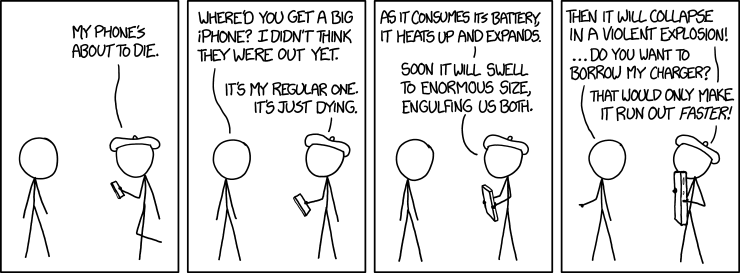 MY PHONE'S
ABOUT TO DIE.
WHERE'D YOU GET A BIG
iPHONE? I DIDN'T THINK
THEY WERE OUT YET.
IT'S MY REGULAR ONE.
IT'S JUST DYING.
AS IT CONSUMES ITS BATTERY,
IT HEATS UP AND EXPANDS.
SOON IT WILL SWELL
TO ENORMOUS SIZE,
ENGULFING US BOTH.
THEN IT WILL COLLAPSE
IN A VIOLENT EXPLOSION!
...DO YOU WANT TO
BORROW MY CHARGER?
THAT WOULD ONLY MAKE
IT RUN OUT FASTER!